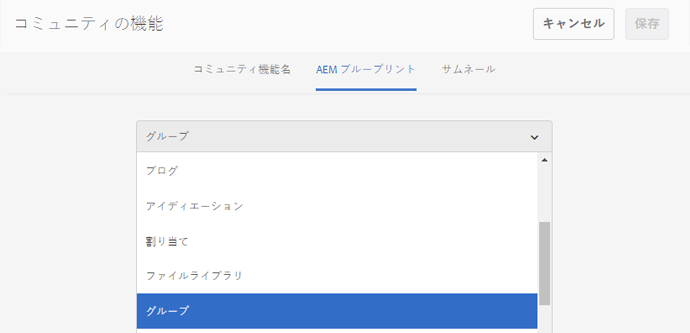 コミュニティの機能
キャンセル
保存
コミュニティ機能名
AEM ブループリント
サムネール
グループ
ブログ
アイディエーション
割り当て
ファイルライブラリ
グループ